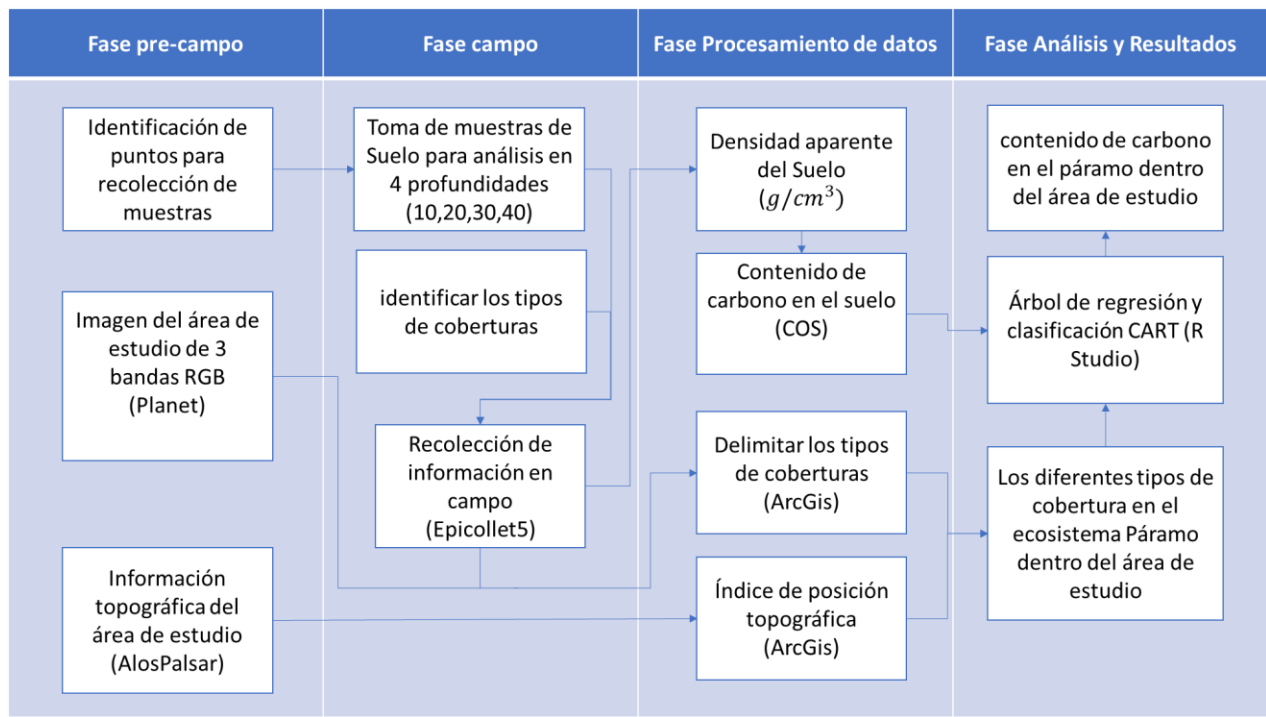 Fase pre-campo
Fase campo
Fase Procesamiento de datos
Fase Análisis y Resultados
Identificación de
puntos para
recolección de
muestras
Imagen del área de
estudio de 3
bandas RGB
(Planet)
Información
topográfica del
área de estudio
(AlosPalsar)
Toma de muestras de
Suelo para análisis en
4 profundidades
(10,20,30,40)
identificar los tipos
de coberturas
Recolección de
información en
campo
(Epicollet5)
Densidad aparente
del Suelo
(g/cm³)
Contenido de
carbono en el suelo
(COS)
Delimitar los tipos
de coberturas
(ArcGis)
Índice de posición
topográfica
(ArcGis)
contenido de carbono
en el páramo dentro
del área de estudio
Árbol de regresión y
clasificación CART (R
Studio)
Los diferentes tipos de
cobertura en el
ecosistema Páramo
dentro del área de
estudio